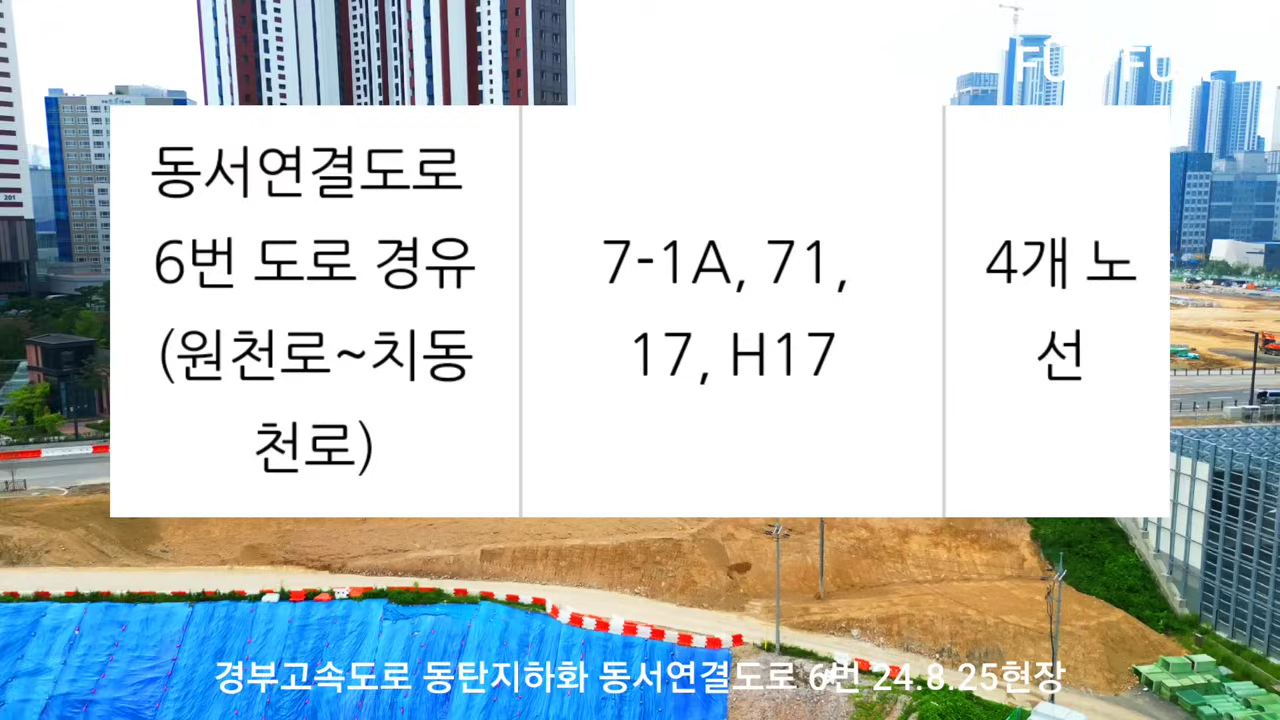 동서연결도로
6번 도로 경유
(원천로~치동
천로)
7-1A, 71,
17, H17
4개 노
선
201
경부고속도로 동탄지하화 동서연결도로 6번 24.8.25현장